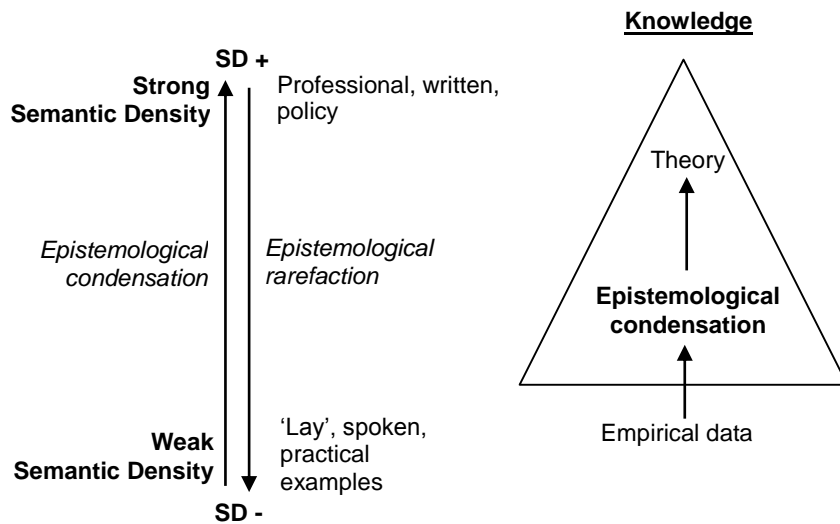 Knowledge
SD +
Strong
Semantic Density
Professional, written,
policy
Theory
Epistemological
condensation
Epistemological
rarefaction
Epistemological
condensation
Empirical data
Weak
Semantic Density
‘Lay’, spoken,
practical
examples
SD -